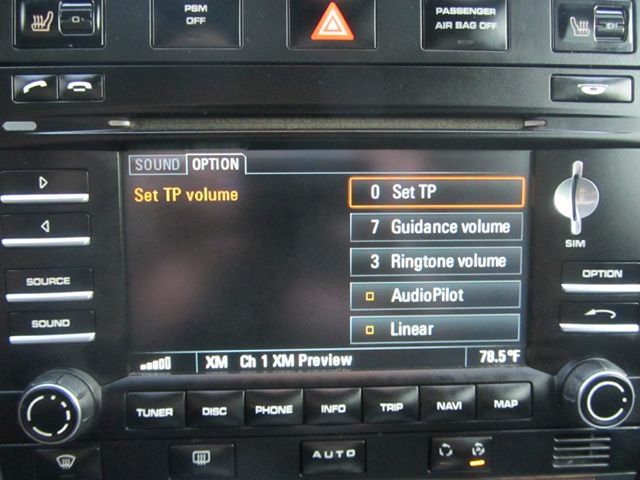 PSM
OFF
PASSENGER
AIR BAG OFF
SOUND OPTION
Set TP volume
0 Set TP
7 Guidance volume
3 Ringtone volume
AudioPilot
Linear
XM Ch 1 XM Preview 78.5°F
SOURCE
SOUND
SIM
OPTION
TUNER DISC PHONE INFO TRIP NAVI MAP
AUTO